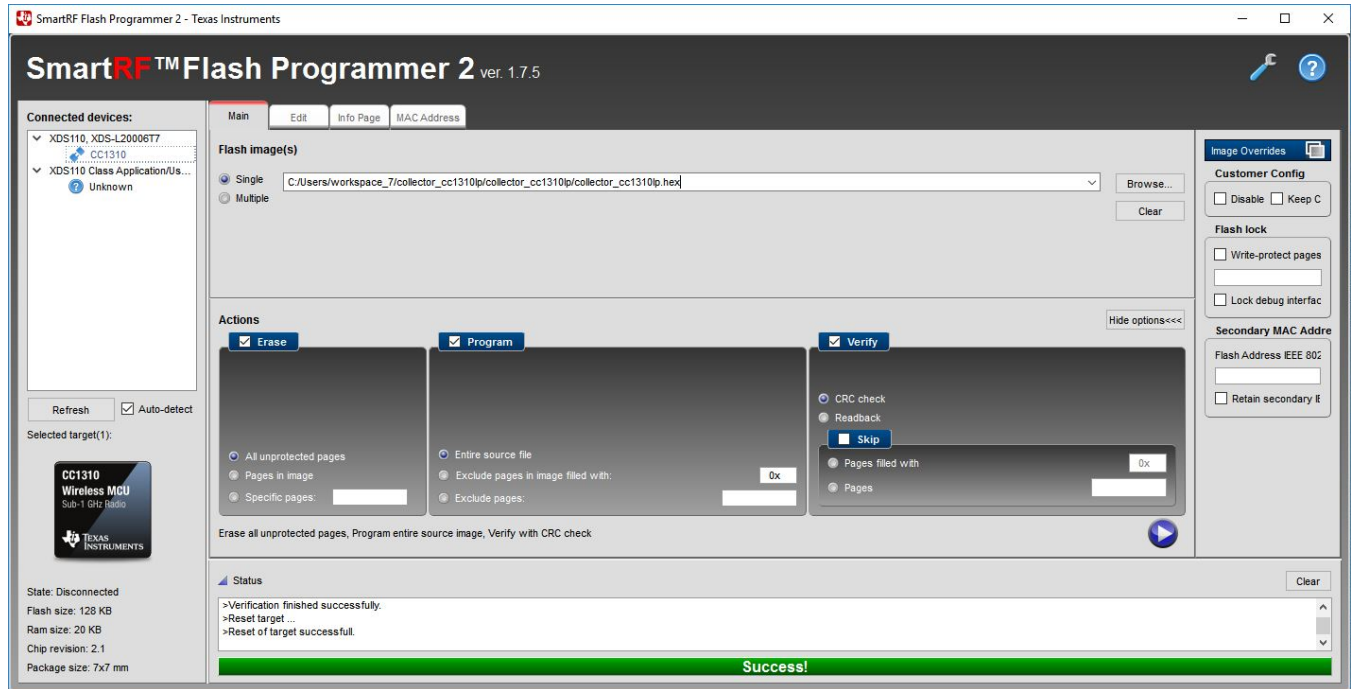 SmartRF Flash Programmer 2 - Texas Instruments
SmartRF™Flash Programmer 2 ver. 1.7.5
Connected devices:
XDS110, XDS-L20006T7
CC1310
XDS110 Class Application/Us...
Unknown
Refresh
Auto-detect
Selected target(1):
CC1310
Wireless MCU
Sub-1 GHz Radio
TEXAS
INSTRUMENTS
State: Disconnected
Flash size: 128 KB
Ram size: 20 KB
Chip revision: 2.1
Package size: 7x7 mm
Main
Edit
Info Page
MAC Address
Flash image(s)
Single
C:/Users/workspace_7/collector_cc1310lp/collector_cc1310lp/collector_cc1310lp.hex
Browse...
Multiple
Clear
Actions
Hide options<<<
Erase
All unprotected pages
Pages in image
Specific pages:
Program
Entire source file
Exclude pages in image filled with:
0x
Exclude pages:
Verify
CRC check
Readback
Skip
Pages filled with
0x
Pages
Erase all unprotected pages, Program entire source image, Verify with CRC check
Status
Clear
>Verification finished successfully.
>Reset target ...
>Reset of target successfull.
Success!
Image Overrides
Customer Config
Disable
Keep C
Flash lock
Write-protect pages
Lock debug interfac
Secondary MAC Addre
Flash Address IEEE 802
Retain secondary IE